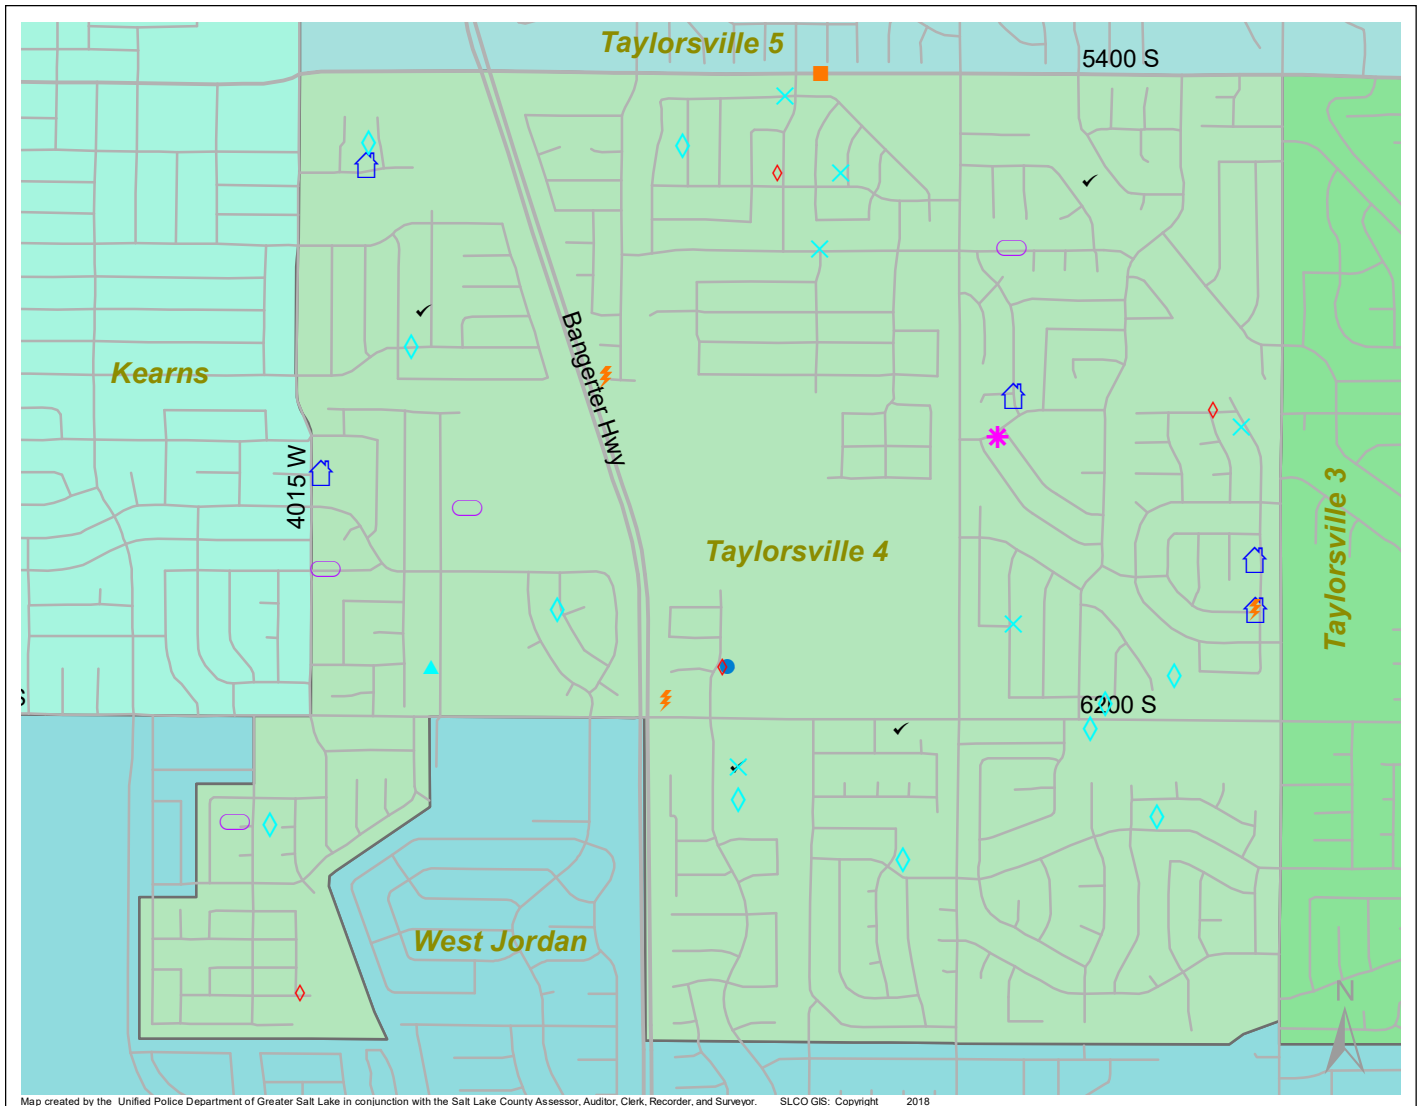 Taylorsville 5
5400 S
Kearns
Bangerter Hwy
4015 W
Taylorsville 4
Taylorsville 3
6200 S
West Jordan
N
Map created by the Unified Police Department of Greater Salt Lake in conjunction with the Salt Lake County Assessor, Auditor, Clerk, Recorder, and Surveyor. SLCO GIS: Copyright 2018